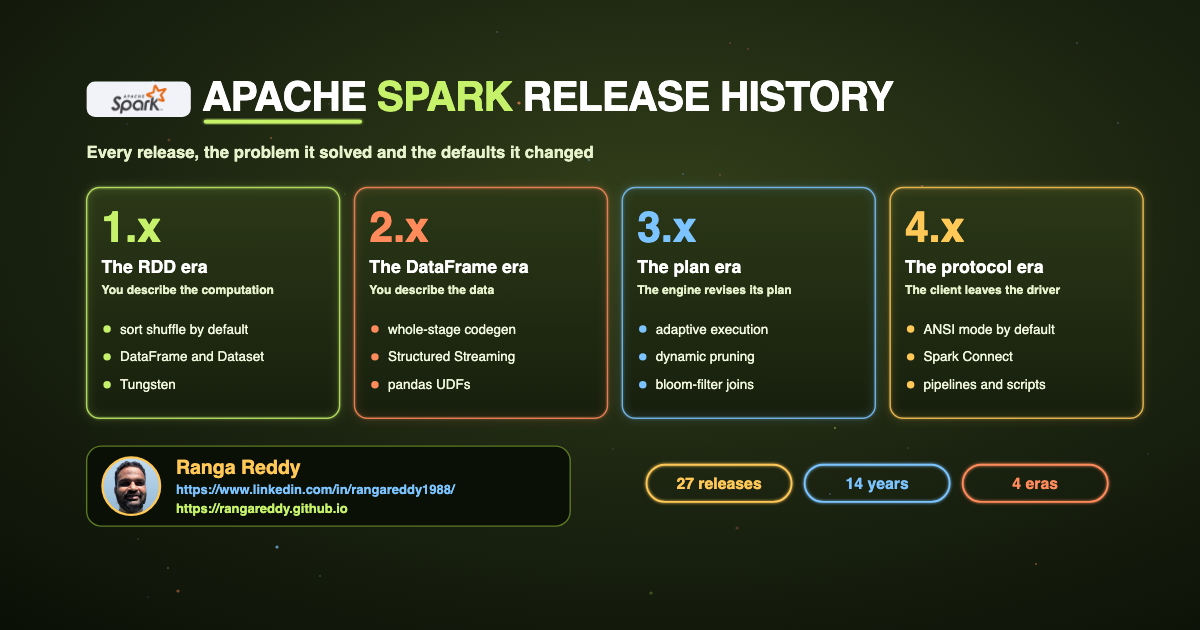 APACHE
Spark
APACHE SPARK RELEASE HISTORY
Every release, the problem it solved and the defaults it changed
1.x
The RDD era
You describe the computation
sort shuffle by default
DataFrame and Dataset
Tungsten
2.x
The DataFrame era
You describe the data
whole-stage codegen
Structured Streaming
pandas UDFs
3.x
The plan era
The engine revises its plan
adaptive execution
dynamic pruning
bloom-filter joins
4.x
The protocol era
The client leaves the driver
ANSI mode by default
Spark Connect
pipelines and scripts
Ranga Reddy
https://www.linkedin.com/in/rangareddy1988/
https://rangareddy.github.io
27 releases
14 years
4 eras